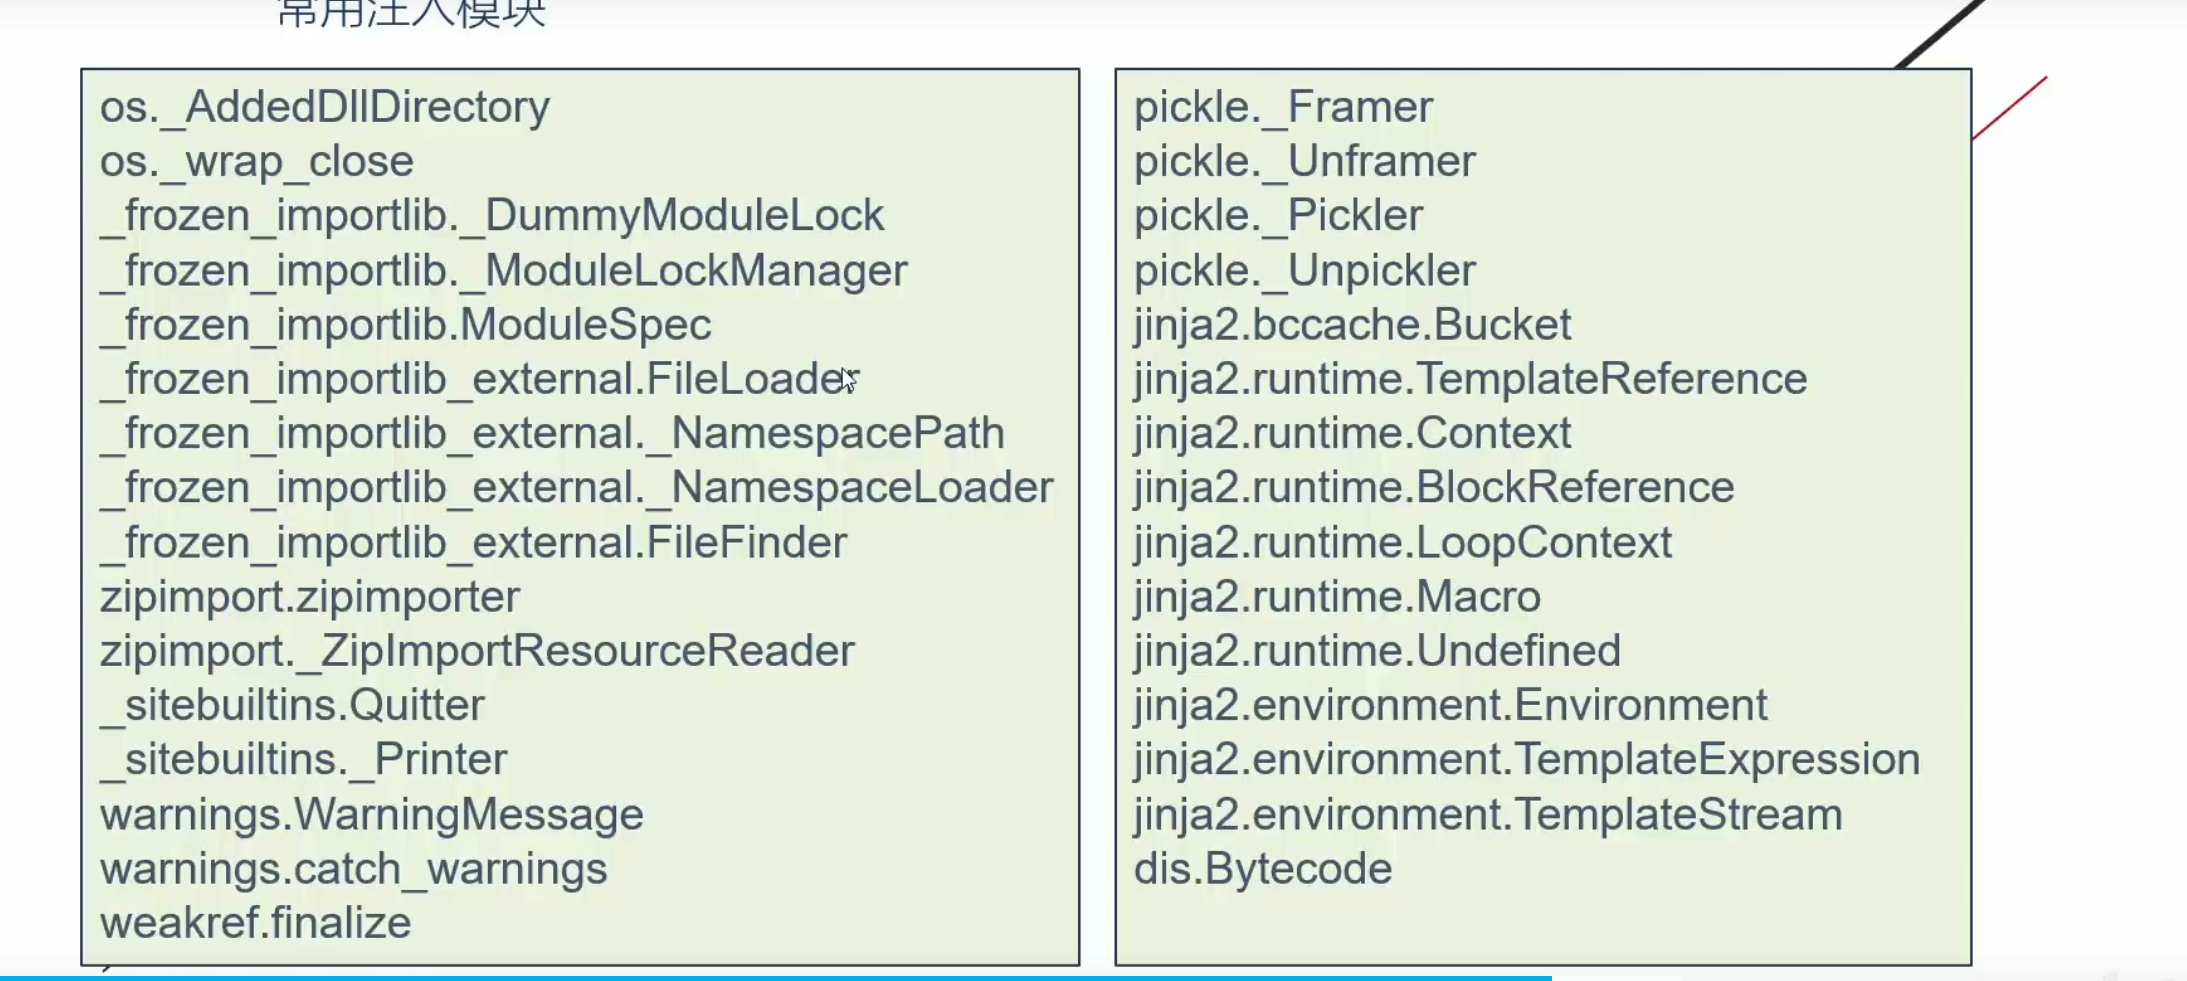 常用注入模块
os._AddedDllDirectory
os._wrap_close
_frozen_importlib._DummyModuleLock
_frozen_importlib._ModuleLockManager
_frozen_importlib.ModuleSpec
_frozen_importlib_external.FileLoader
_frozen_importlib_external._NamespacePath
_frozen_importlib_external._NamespaceLoader
_frozen_importlib_external.FileFinder
zipimport.zipimporter
zipimport._ZipImportResourceReader
_sitebuiltins.Quitter
_sitebuiltins._Printer
warnings.WarningMessage
warnings.catch_warnings
weakref.finalize
pickle._Framer
pickle._Unframer
pickle._Pickler
pickle._Unpickler
jinja2.bccache.Bucket
jinja2.runtime.TemplateReference
jinja2.runtime.Context
jinja2.runtime.BlockReference
jinja2.runtime.LoopContext
jinja2.runtime.Macro
jinja2.runtime.Undefined
jinja2.environment.Environment
jinja2.environment.TemplateExpression
jinja2.environment.TemplateStream
dis.Bytecode